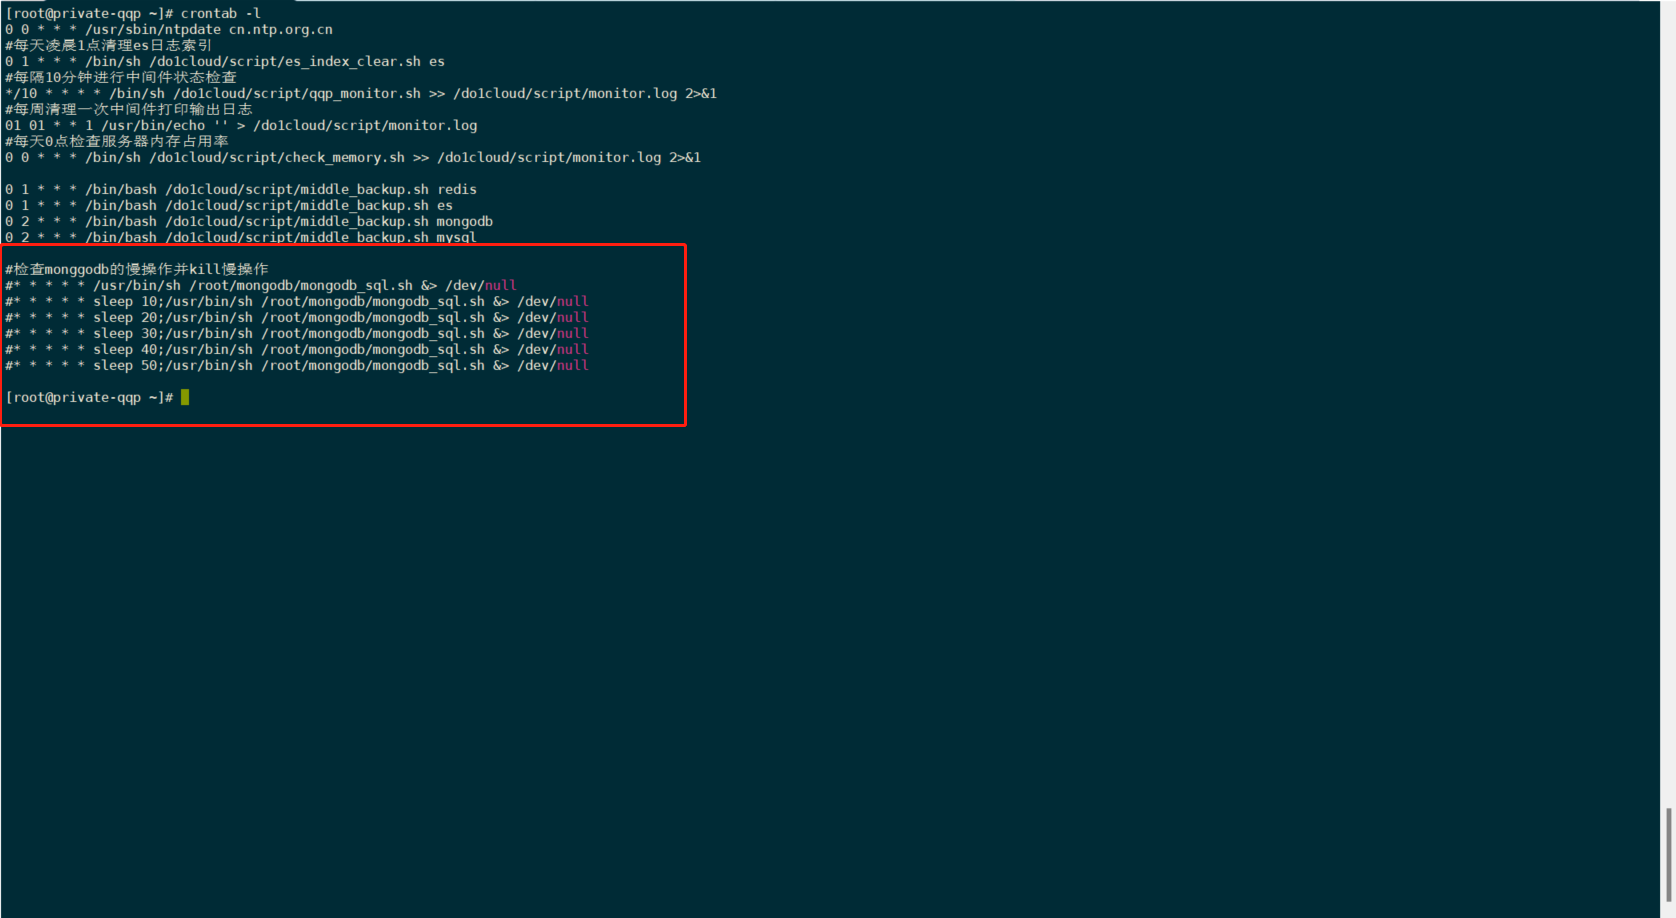 [root@private-qqp ~]# crontab -l
0 0 * * * /usr/sbin/ntpdate cn.ntp.org.cn
#每天凌晨1点清理es日志索引
0 1 * * * /bin/sh /do1cloud/script/es_index_clear.sh es
#每隔10分钟进行中间件状态检查
*/10 * * * * /bin/sh /do1cloud/script/qqp_monitor.sh >> /do1cloud/script/monitor.log 2>&1
#每周清理一次中间件打印输出日志
01 01 * * 1 /usr/bin/echo '' > /do1cloud/script/monitor.log
#每天0点检查服务器内存占用率
0 0 * * * /bin/sh /do1cloud/script/check_memory.sh >> /do1cloud/script/monitor.log 2>&1
0 1 * * * /bin/bash /do1cloud/script/middle_backup.sh redis
0 1 * * * /bin/bash /do1cloud/script/middle_backup.sh es
0 2 * * * /bin/bash /do1cloud/script/middle_backup.sh mongodb
0 2 * * * /bin/bash /do1cloud/script/middle_backup.sh mysql
#检查monggodb的慢操作并kill慢操作
#* * * * * /usr/bin/sh /root/mongodb/mongodb_sql.sh &> /dev/null
#* * * * * sleep 10;/usr/bin/sh /root/mongodb/mongodb_sql.sh &> /dev/null
#* * * * * sleep 20;/usr/bin/sh /root/mongodb/mongodb_sql.sh &> /dev/null
#* * * * * sleep 30;/usr/bin/sh /root/mongodb/mongodb_sql.sh &> /dev/null
#* * * * * sleep 40;/usr/bin/sh /root/mongodb/mongodb_sql.sh &> /dev/null
#* * * * * sleep 50;/usr/bin/sh /root/mongodb/mongodb_sql.sh &> /dev/null
[root@private-qqp ~]#